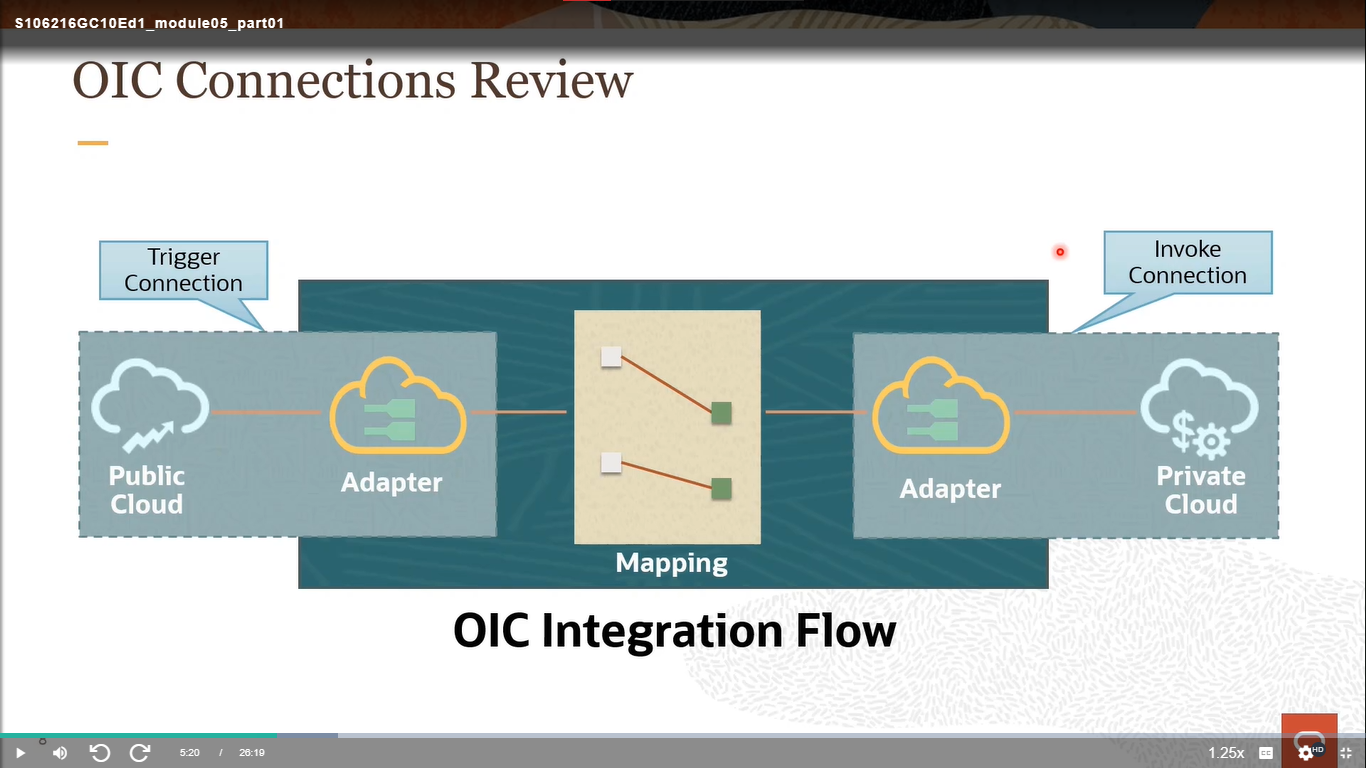 S106216GC10Ed1_module05_part01
OIC Connections Review
Trigger
Connection
Invoke
Connection
Public
Cloud
Adapter
Mapping
Adapter
Private
Cloud
OIC Integration Flow
5:20 / 26:19
1.25x
CC
HD